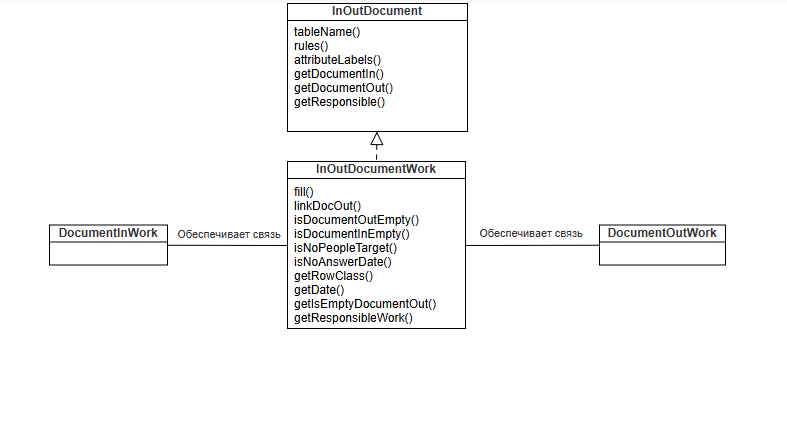 InOutDocument
tableName()
rules()
attributeLabels()
getDocumentIn()
getDocumentOut()
getResponsible()
InOutDocumentWork
fill()
linkDocOut()
isDocumentOutEmpty()
isDocumentInEmpty()
isNoPeopleTarget()
isNoAnswerDate()
getRowClass()
getDate()
getIsEmptyDocumentOut()
getResponsibleWork()
DocumentInWork
Обеспечивает связь
Обеспечивает связь
DocumentOutWork